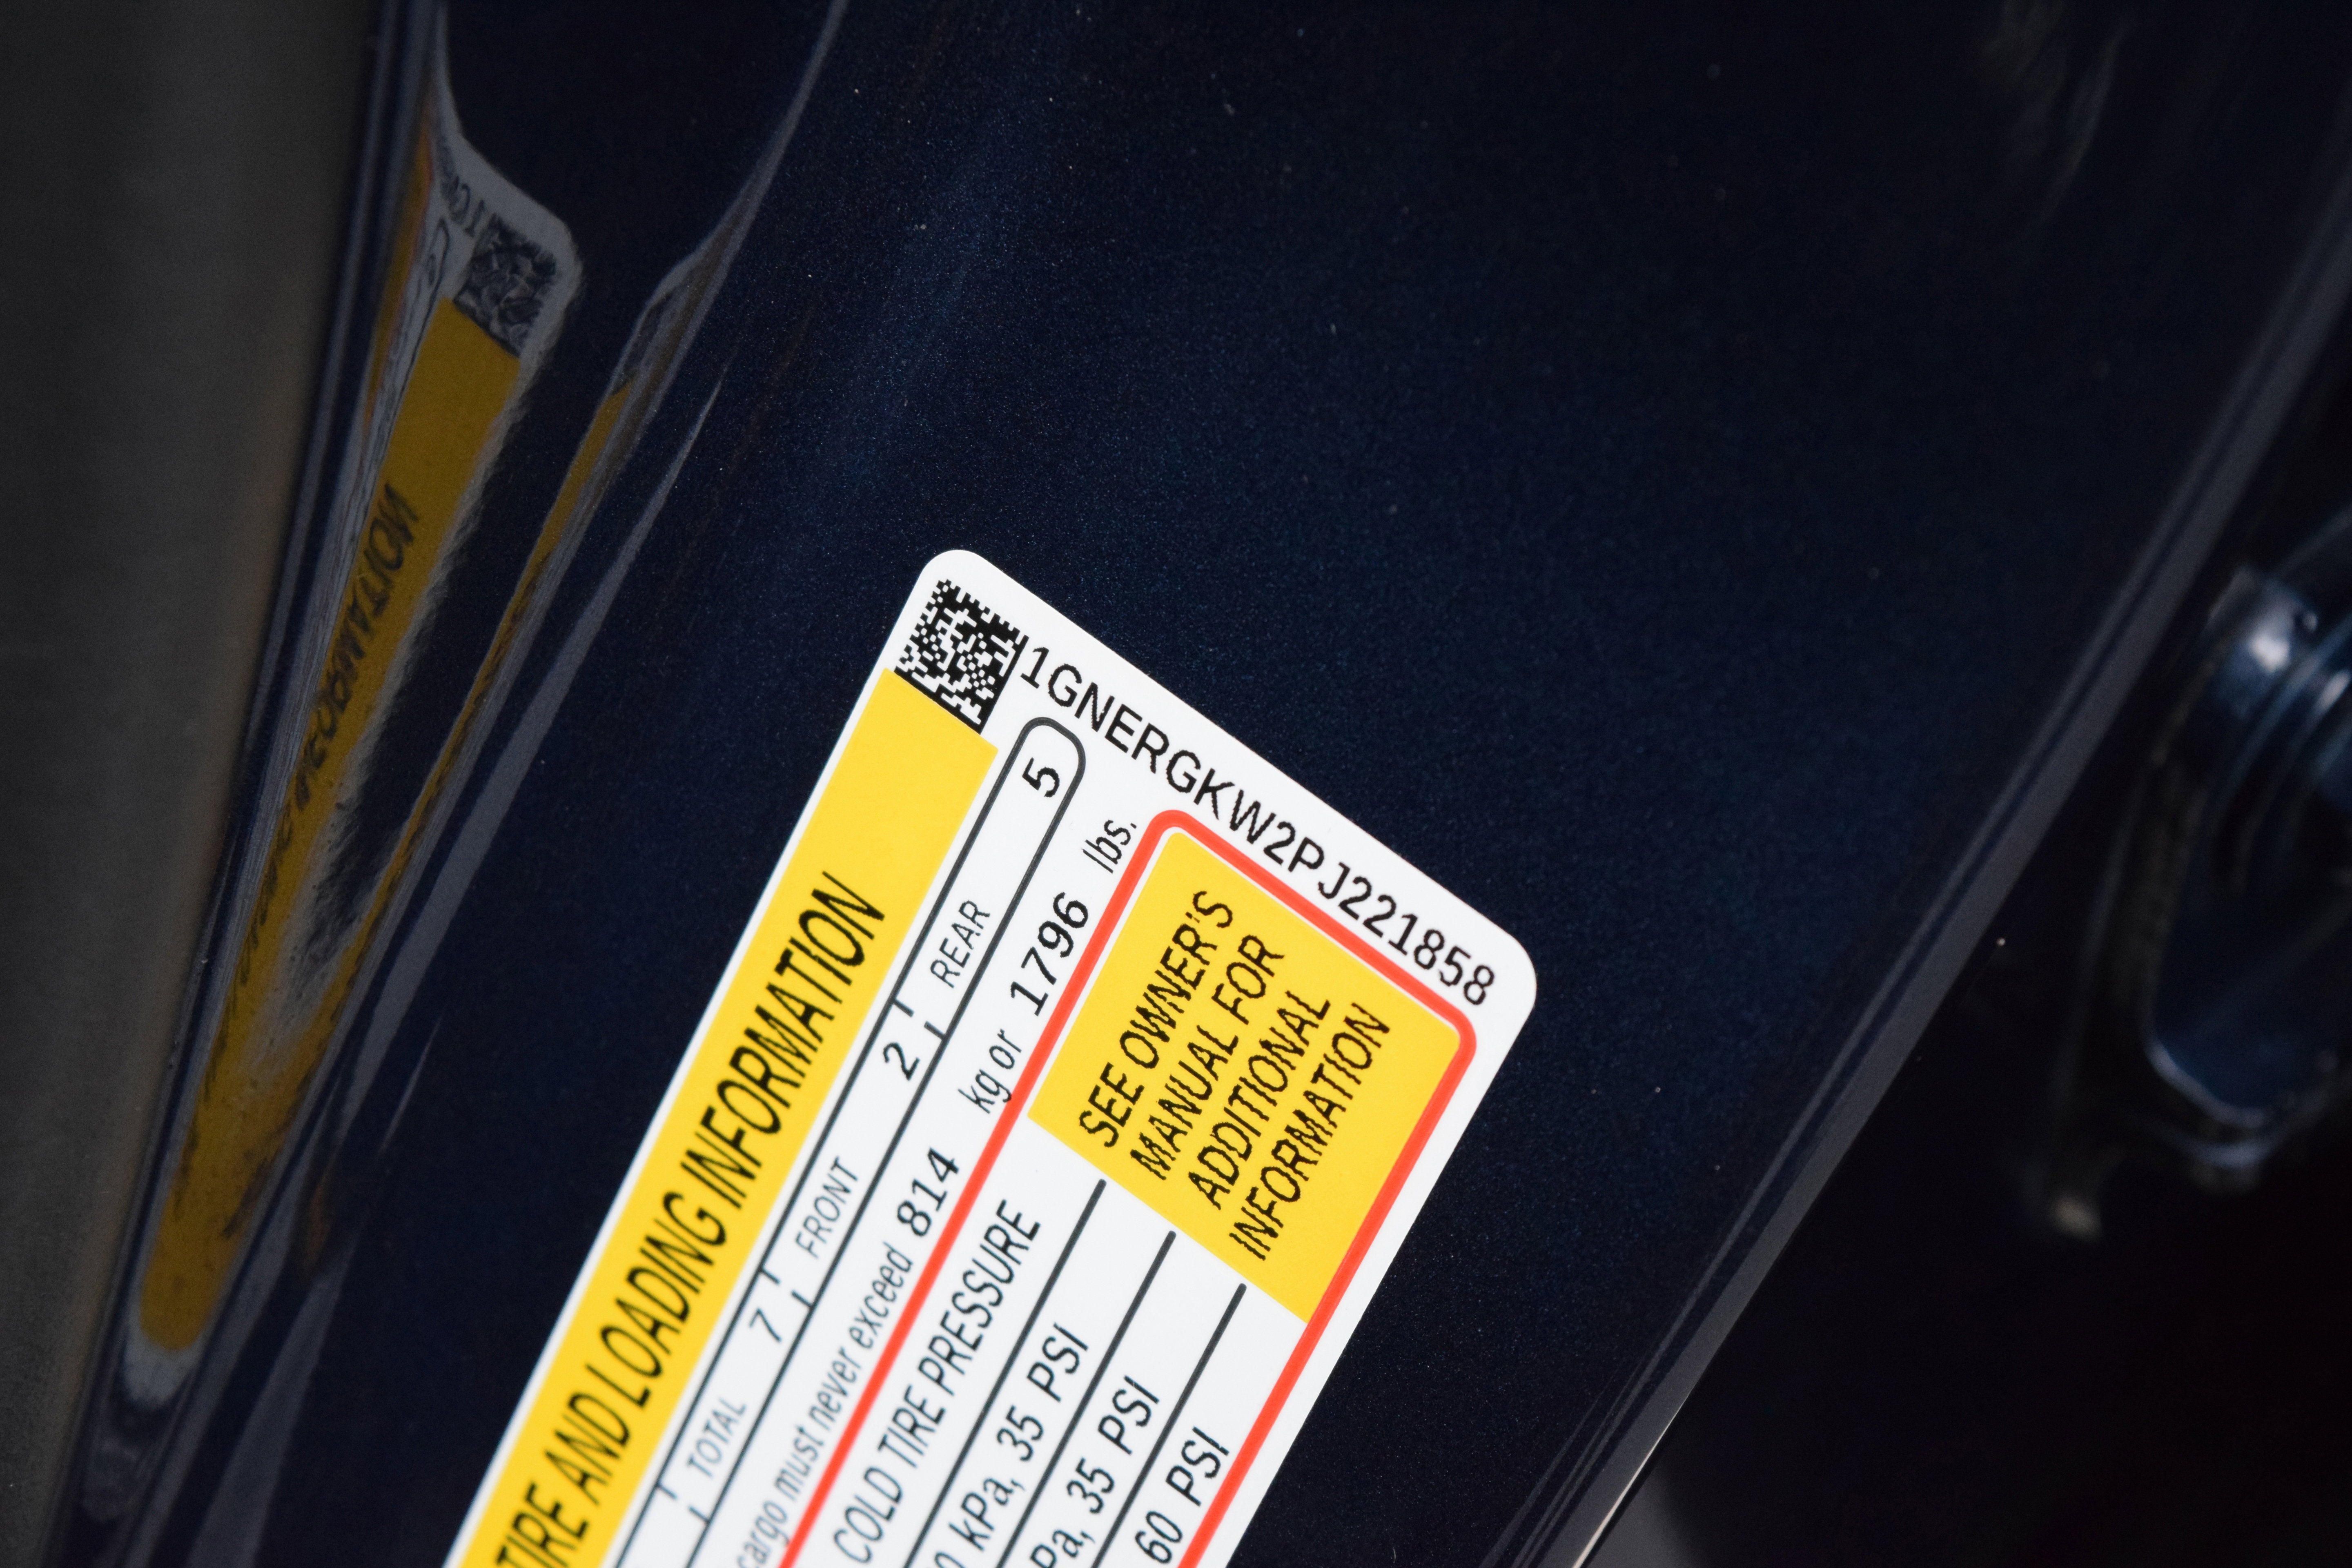 1GNERGKW2PJ221858
TIRE AND LOADING INFORMATION
TOTAL 7 FRONT 2 REAR 5
cargo must never exceed 814 kg or 1796 lbs.
COLD TIRE PRESSURE
kPa, 35 PSI
35 PSI
60 PSI
SEE OWNER'S
MANUAL FOR
ADDITIONAL
INFORMATION